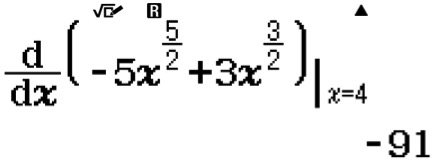 √☐ R ▲
d/dx(-5x^(5/2)+3x^(3/2))|x=4
-91